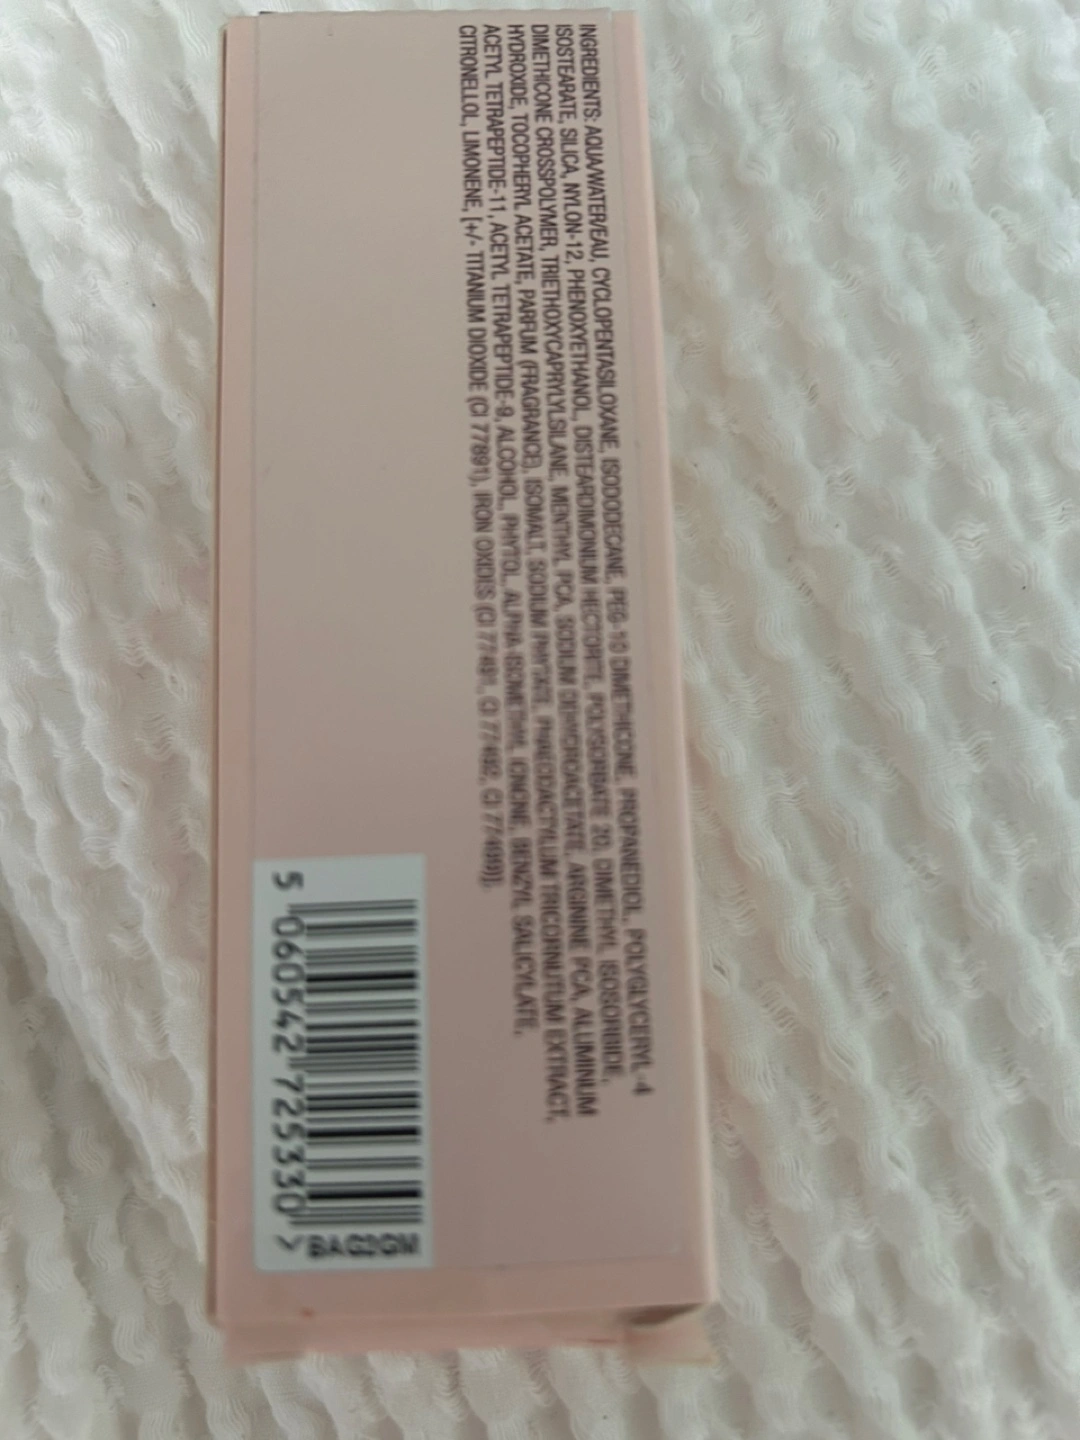 INGREDIENTS: AQUA/WATER/EAU, CYCLOPENTASILOXANE, ISODODECANE, PEG-10 DIMETHICONE, PROPANEDIOL, POLYGLYCERYL-4
ISOSTEARATE, SILICA, NYLON-12, PHENOXYETHANOL, DISTEARDIMONIUM HECTORITE, POLYSORBATE 20, DIMETHYL ISOSORBIDE,
DIMETHICONE CROSSPOLYMER, TRIETHOXYCAPRYLYLSILANE, MENTHYL PCA, SODIUM DEHYDROACETATE, ARGININE PCA, ALUMINUM
HYDROXIDE, TOCOPHERYL ACETATE, PARFUM (FRAGRANCE), ISOMALT, SODIUM PHYTATE, PHAEODACTYLUM TRICORNUTUM EXTRACT,
ACETYL TETRAPEPTIDE-11, ACETYL TETRAPEPTIDE-9, ALCOHOL, PHYTOL, ALPHA-ISOMETHYL IONONE, BENZYL SALICYLATE,
CITRONELLOL, LIMONENE, [+/- TITANIUM DIOXIDE (CI 77891), IRON OXIDES (CI 77491, CI 77492, CI 77499)].
5 060542 725330 >
BAG2GM